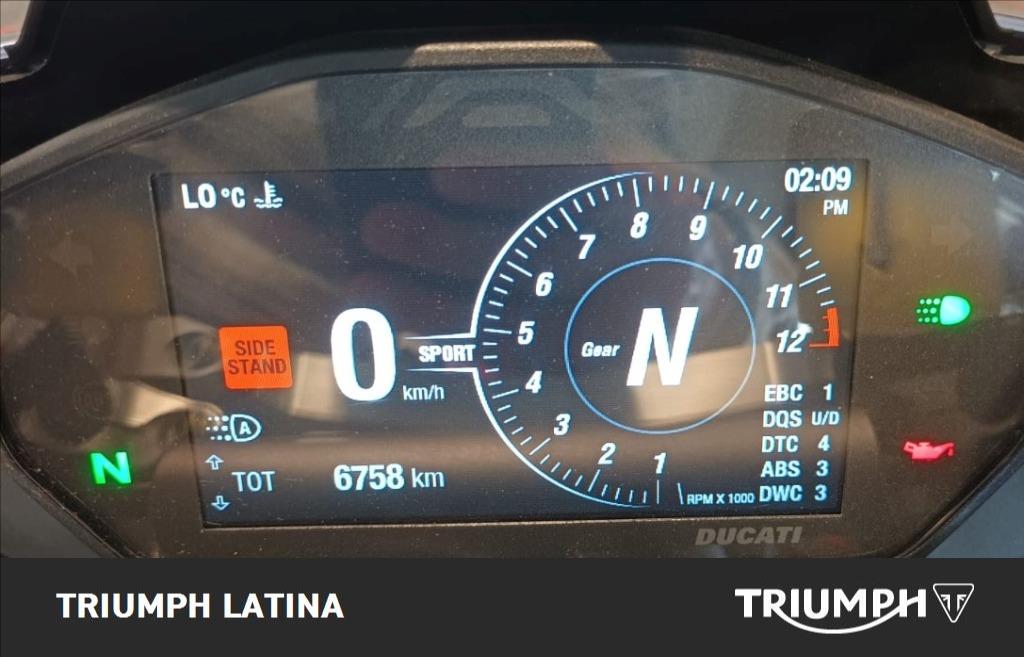 LO °C
02:09
PM
8
9
7
10
6
11
5
12
4
3
2
1
SIDE
STAND
0
km/h
SPORT
Gear N
EBC 1
DQS U/D
DTC 4
ABS 3
DWC 3
A
N
TOT 6758 km
RPM X 1000
DUCATI
TRIUMPH LATINA
TRIUMPH